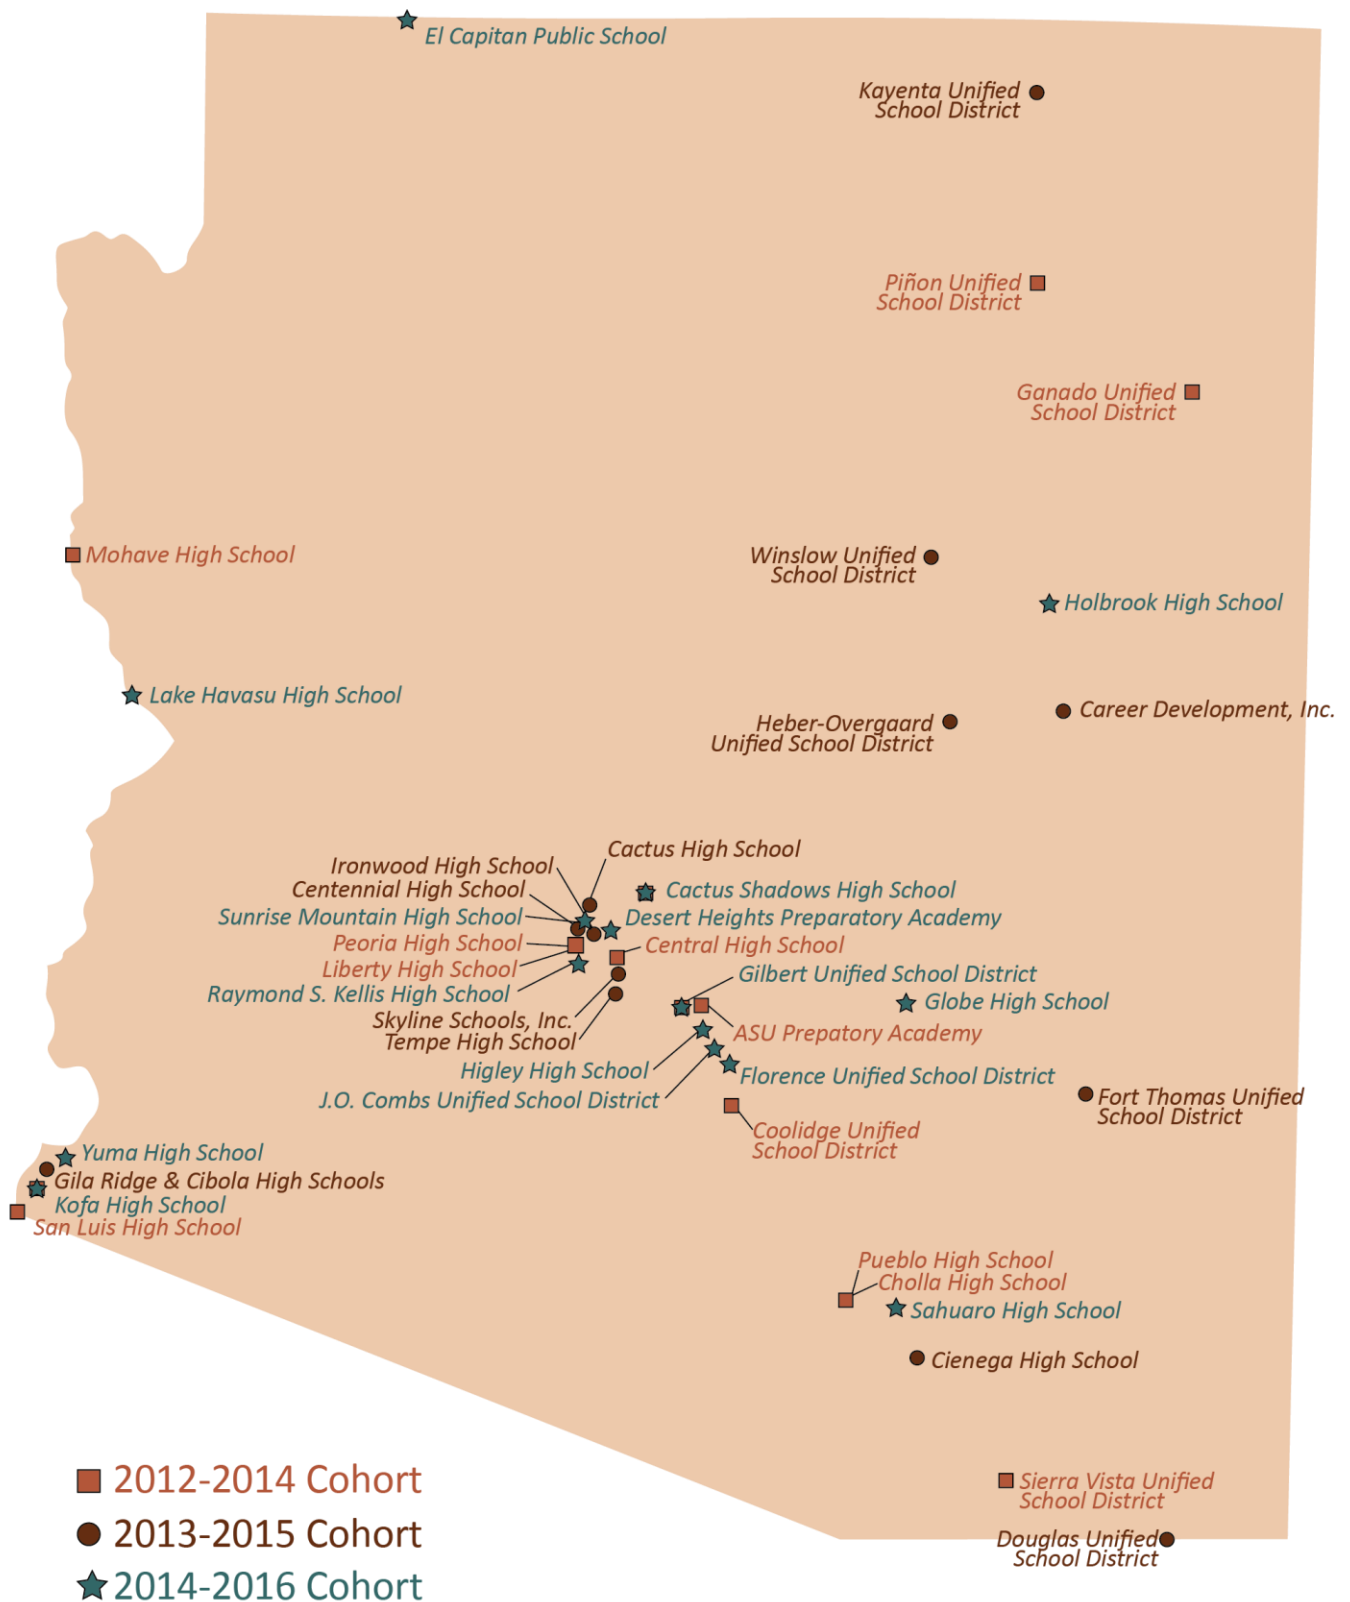 El Capitan Public School
Kayenta Unified
School District
Piñon Unified
School District
Ganado Unified
School District
Mohave High School
Winslow Unified
School District
Holbrook High School
Lake Havasu High School
Career Development, Inc.
Heber-Overgaard
Unified School District
Cactus High School
Ironwood High School
Centennial High School
Cactus Shadows High School
Sunrise Mountain High School
Desert Heights Preparatory Academy
Peoria High School
Central High School
Liberty High School
Gilbert Unified School District
Raymond S. Kellis High School
Globe High School
Skyline Schools, Inc.
ASU Prepatory Academy
Tempe High School
Higley High School
Florence Unified School District
J.O. Combs Unified School District
Fort Thomas Unified
School District
Coolidge Unified
School District
Yuma High School
Gila Ridge & Cibola High Schools
Kofa High School
San Luis High School
Pueblo High School
Cholla High School
Sahuaro High School
Cienega High School
2012-2014 Cohort
2013-2015 Cohort
2014-2016 Cohort
Sierra Vista Unified
School District
Douglas Unified
School District